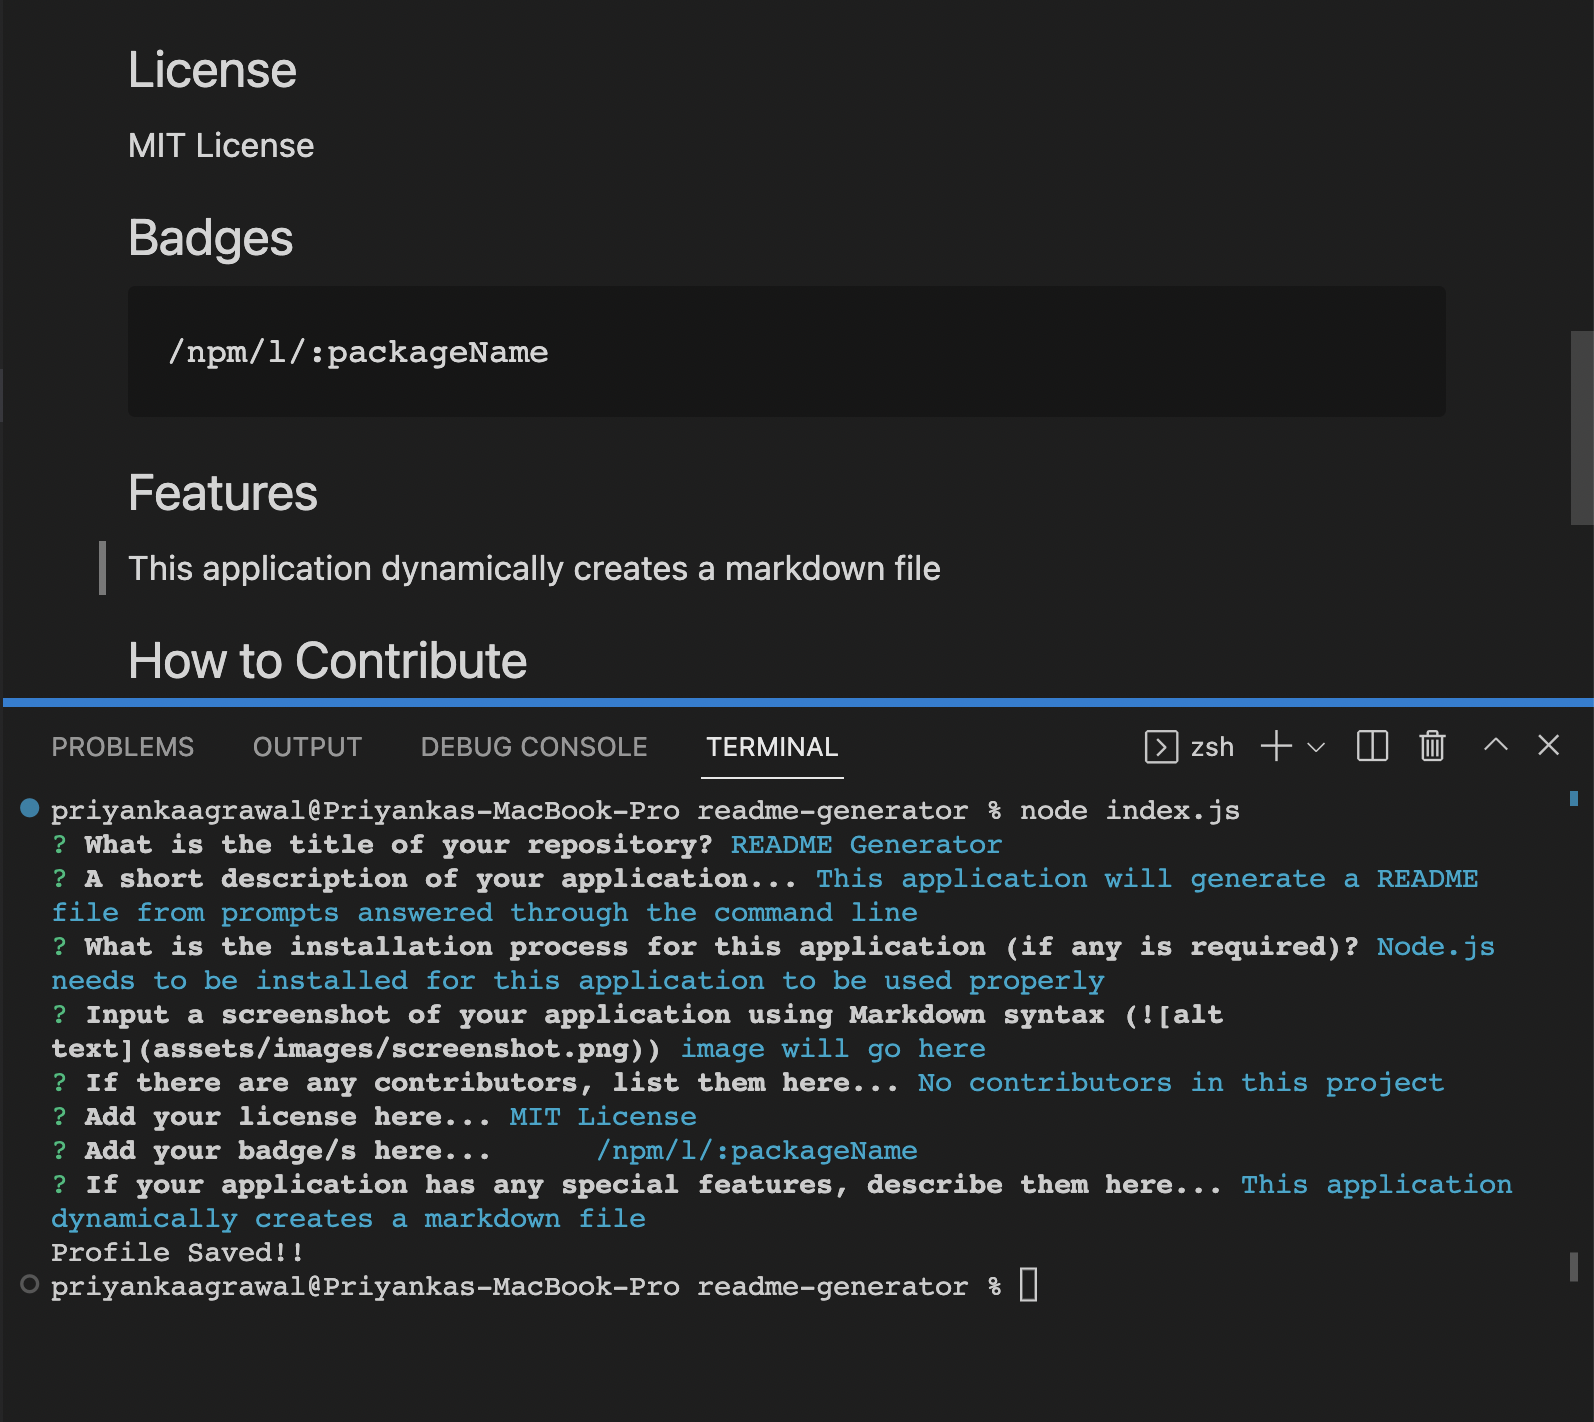 License
MIT License
Badges
/npm/l/:packageName
Features
This application dynamically creates a markdown file
How to Contribute
PROBLEMS OUTPUT DEBUG CONSOLE TERMINAL zsh
priyankaagrawal@Priyankas-MacBook-Pro readme-generator % node index.js
? What is the title of your repository? README Generator
? A short description of your application... This application will generate a README
file from prompts answered through the command line
? What is the installation process for this application (if any is required)? Node.js
needs to be installed for this application to be used properly
? Input a screenshot of your application using Markdown syntax (![alt
text](assets/images/screenshot.png)) image will go here
? If there are any contributors, list them here... No contributors in this project
? Add your license here... MIT License
? Add your badge/s here...      /npm/l/:packageName
? If your application has any special features, describe them here... This application
dynamically creates a markdown file
Profile Saved!!
priyankaagrawal@Priyankas-MacBook-Pro readme-generator %